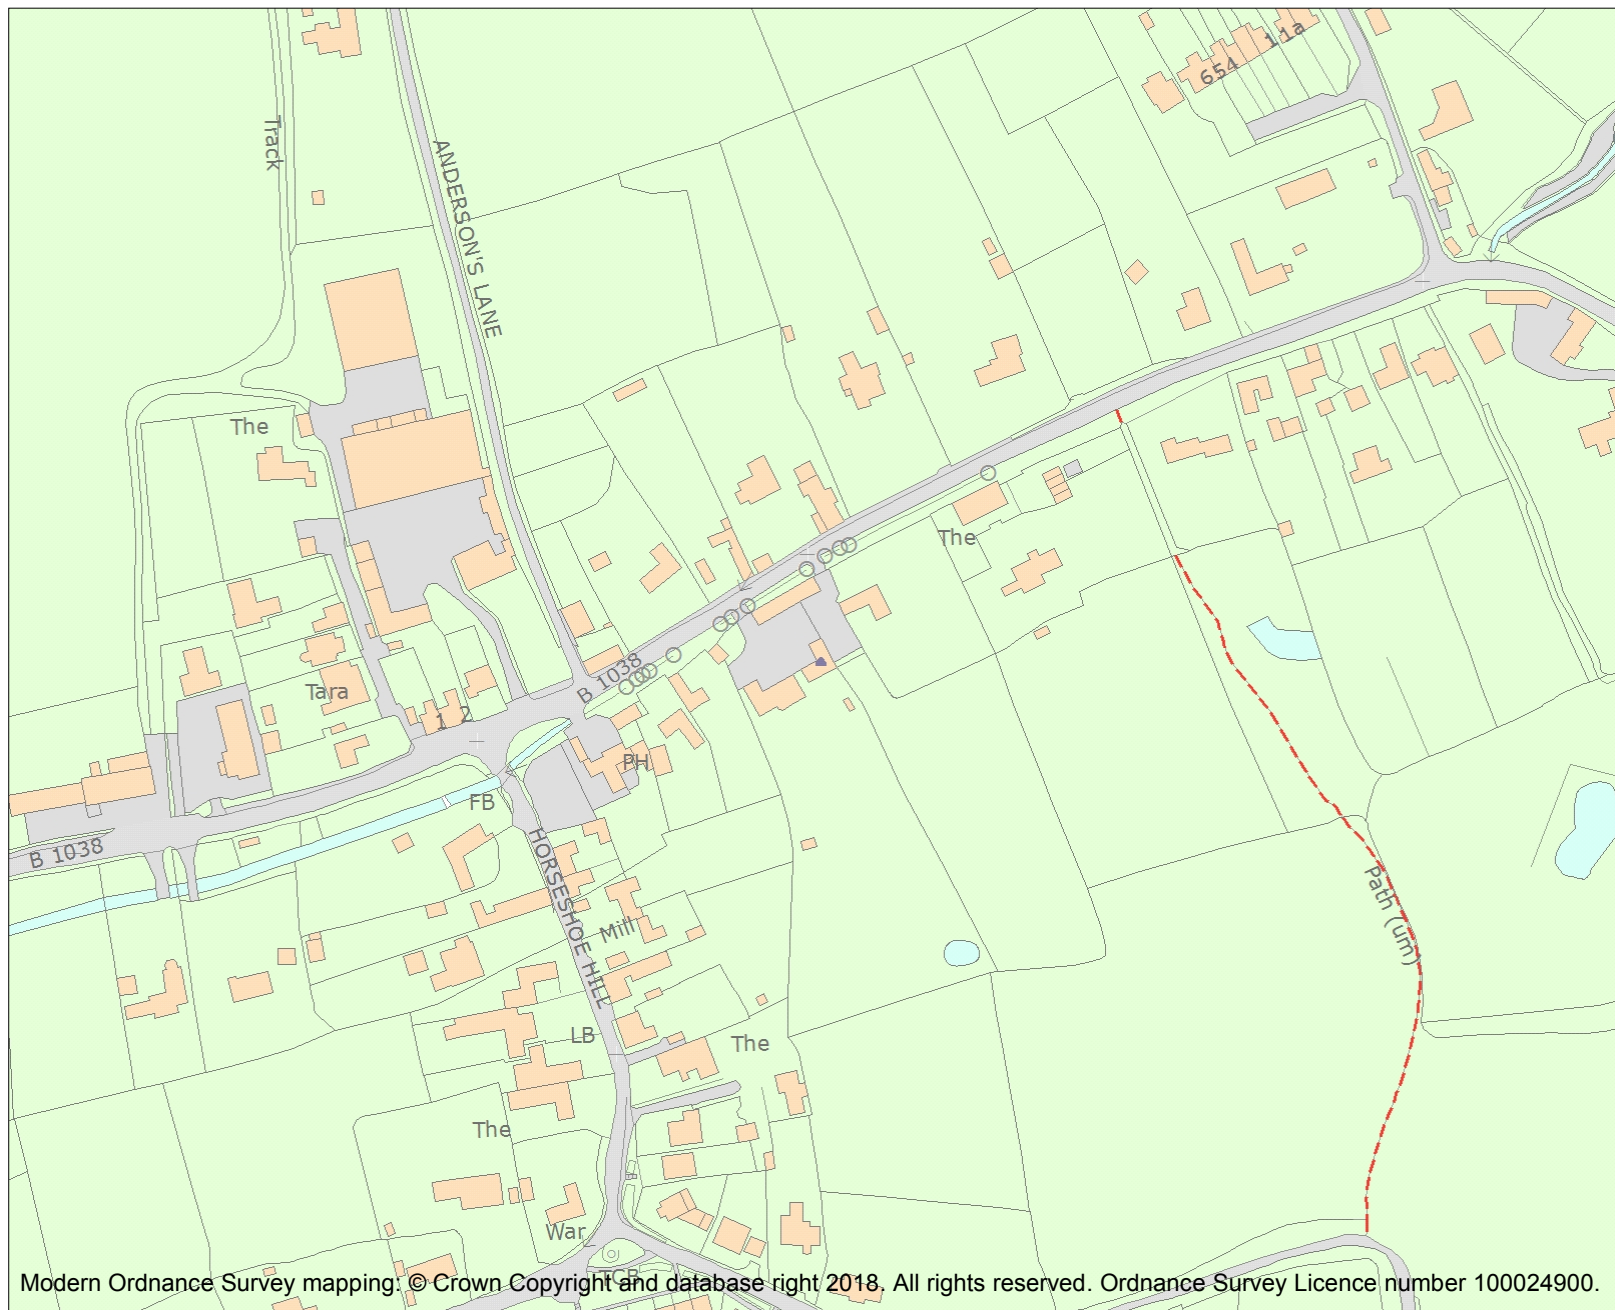 11a
654
Track
ANDERSON'S LANE
The
The
Tara
1 2
B 1038
PH
FB
B 1038
HORSESHOE HILL
Mill
Path (um)
LB
The
The
War
TCB
Modern Ordnance Survey mapping: © Crown Copyright and database right 2018. All rights reserved. Ordnance Survey Licence number 100024900.